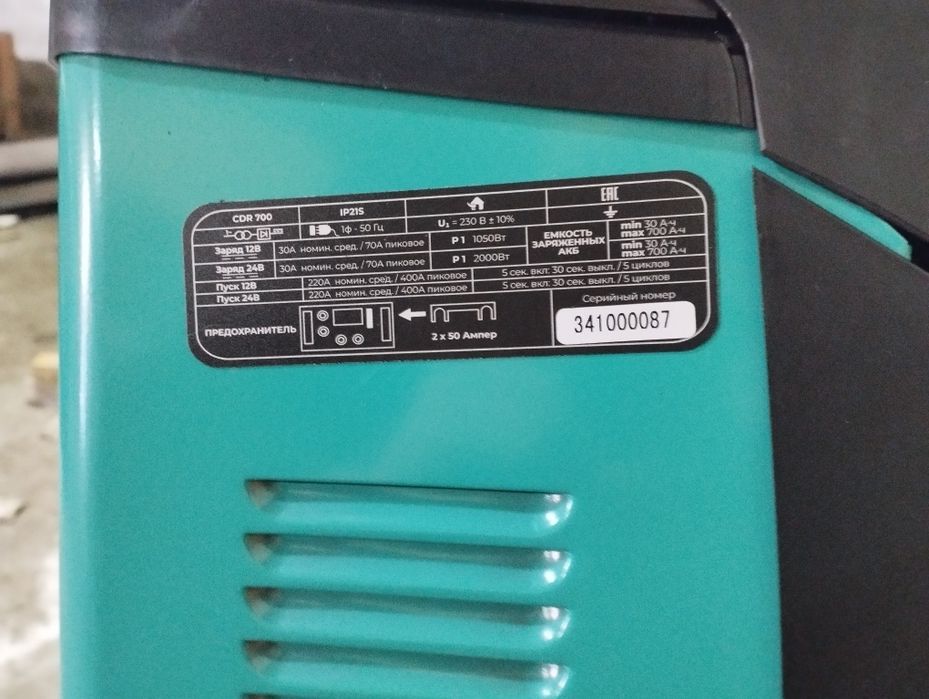 CDR 700
IP21S
EAC
1ф - 50 Гц
U₁ = 230 В ± 10%
Заряд 12В
30А номин. сред. / 70А пиковое
P 1 1050Вт
ЕМКОСТЬ
ЗАРЯЖЕННЫХ
АКБ
min 30 А·ч
max 700 А·ч
Заряд 24В
30А номин. сред. / 70А пиковое
P 1 2000Вт
min 30 А·ч
max 700 А·ч
Пуск 12В
220А номин. сред. / 400А пиковое
5 сек. вкл. 30 сек. выкл. / 5 циклов
Пуск 24В
220А номин. сред. / 400А пиковое
5 сек. вкл. 30 сек. выкл. / 5 циклов
ПРЕДОХРАНИТЕЛЬ
2 x 50 Ампер
Серийный номер
341000087